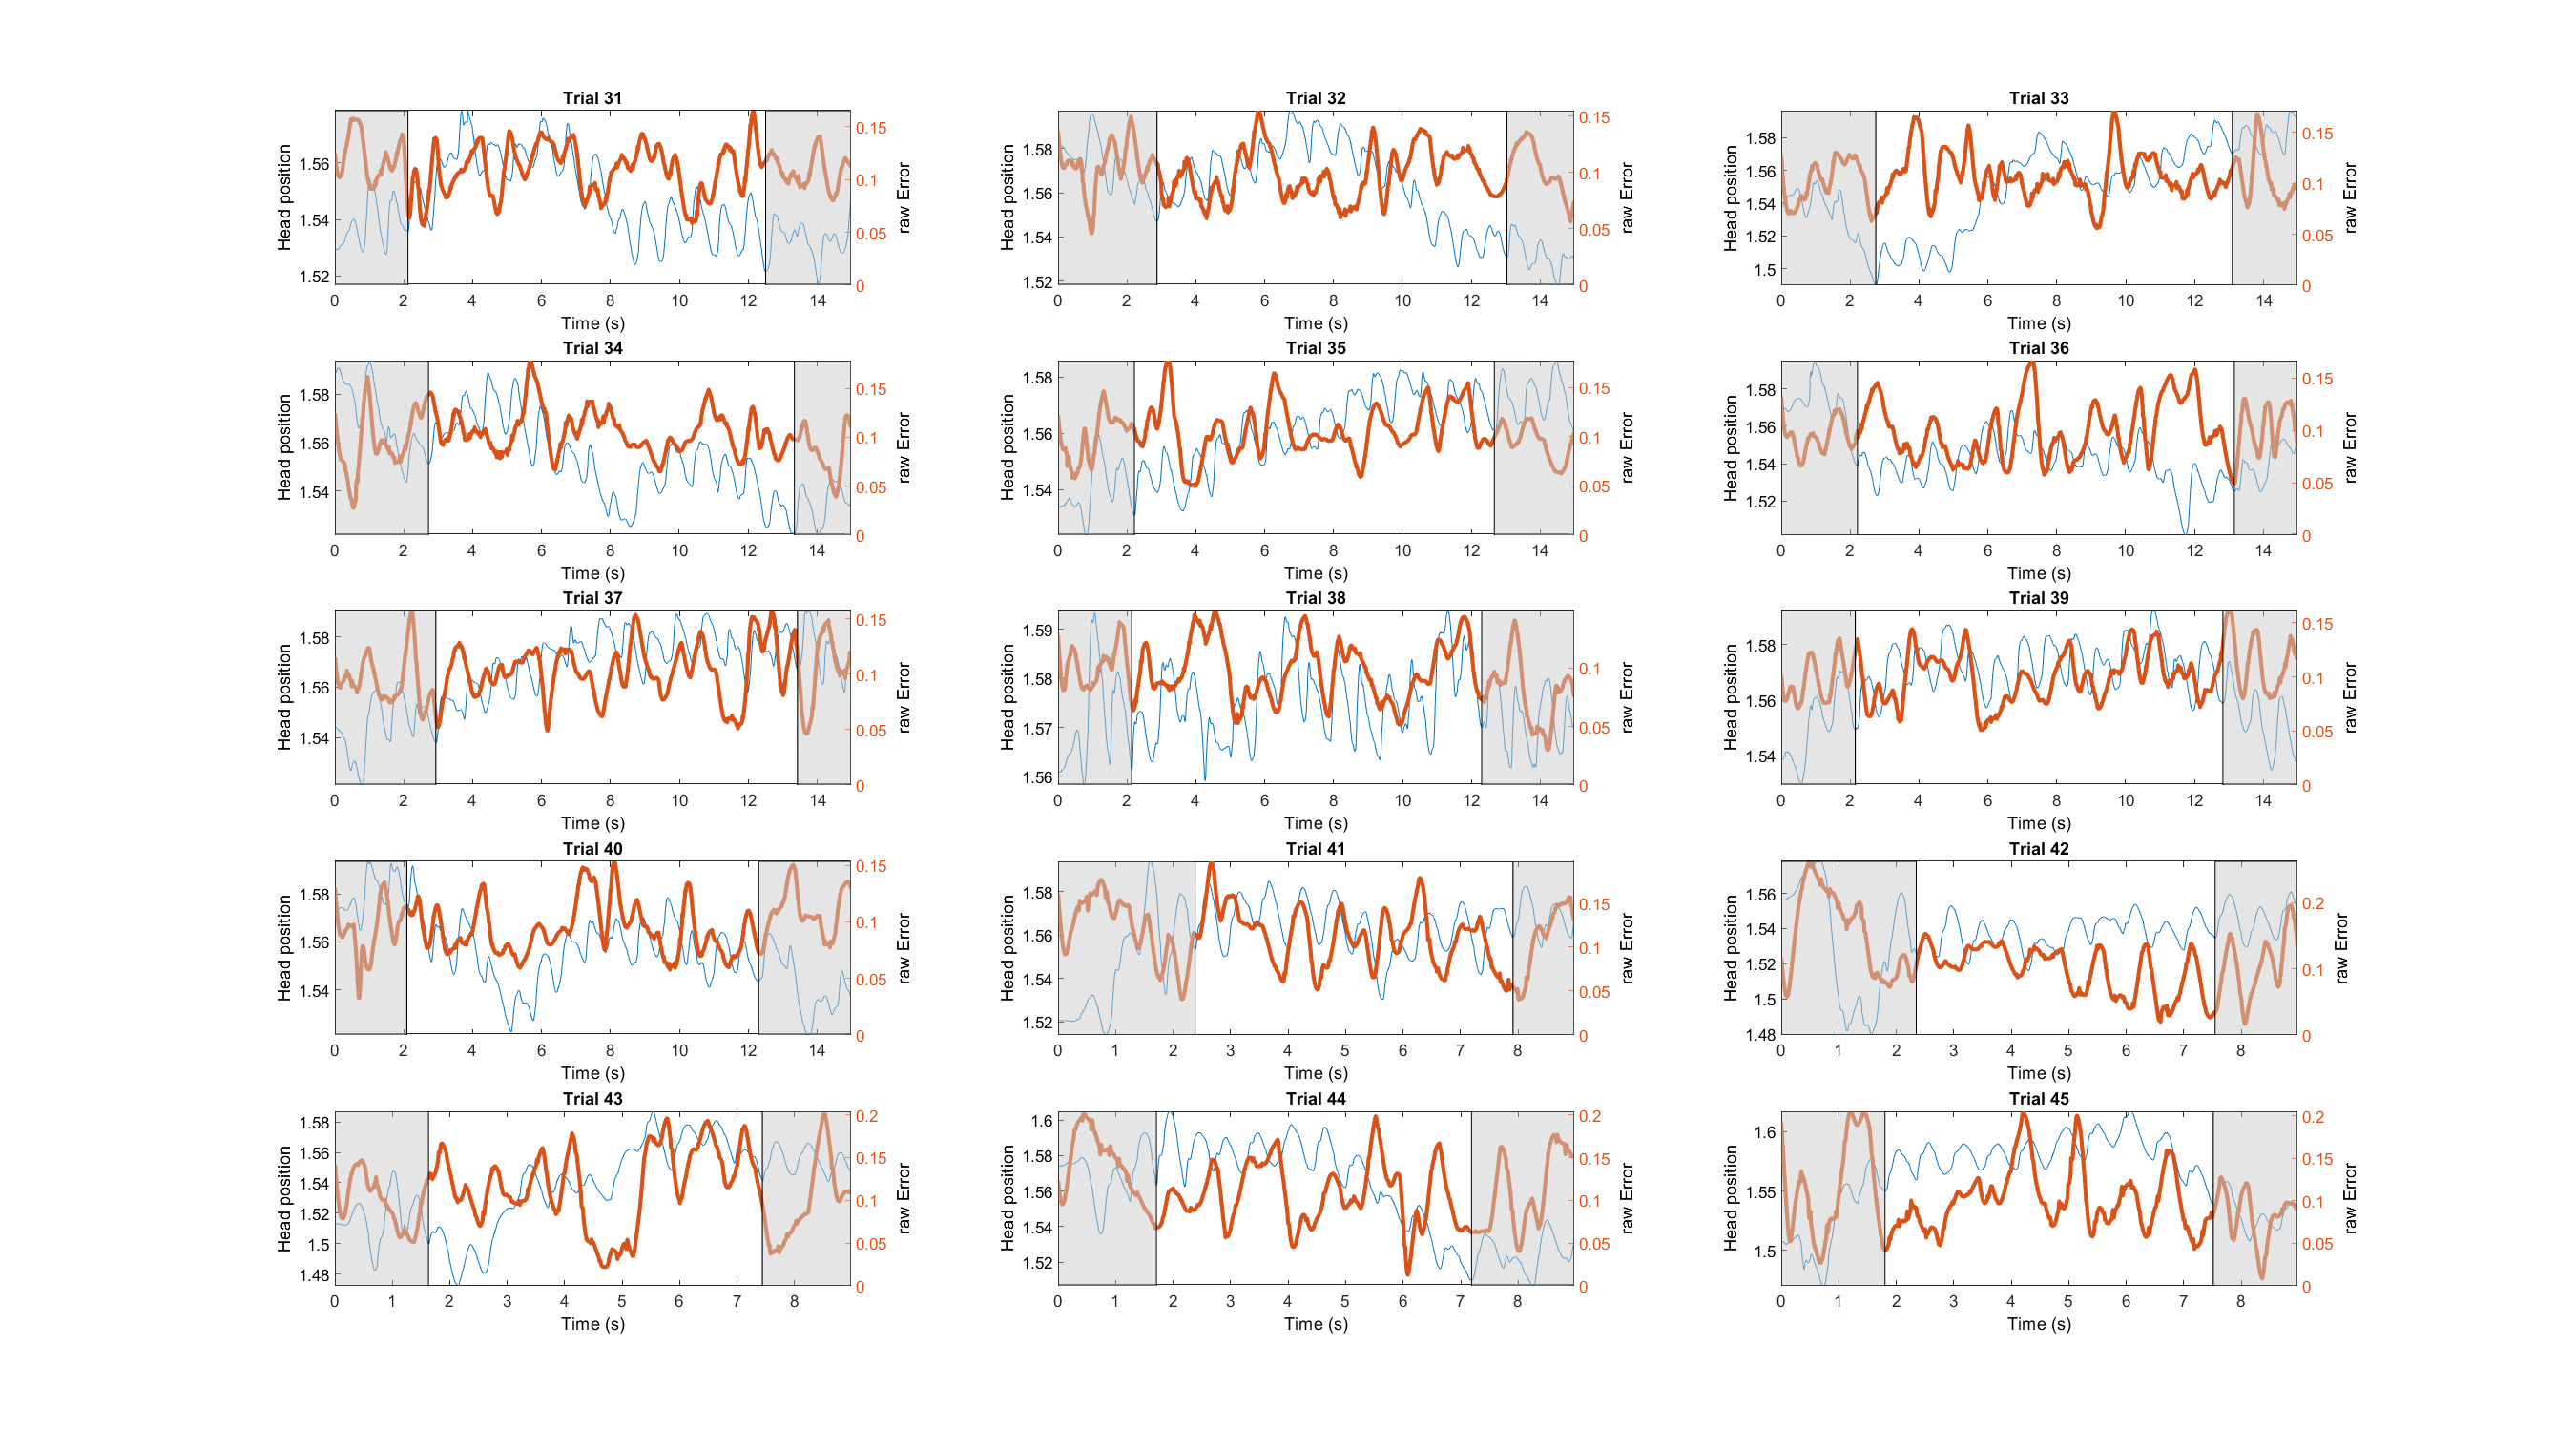 Trial 31
Head position
1.56
1.54
1.52
0.15
0.1
0.05
0
raw Error
0 2 4 6 8 10 12 14
Time (s)
Trial 32
Head position
1.58
1.56
1.54
1.52
0.15
0.1
0.05
0
raw Error
0 2 4 6 8 10 12 14
Time (s)
Trial 33
Head position
1.58
1.56
1.54
1.52
1.5
0.15
0.1
0.05
0
raw Error
0 2 4 6 8 10 12 14
Time (s)
Trial 34
Head position
1.58
1.56
1.54
0.15
0.1
0.05
0
raw Error
0 2 4 6 8 10 12 14
Time (s)
Trial 35
Head position
1.58
1.56
1.54
0.15
0.1
0.05
0
raw Error
0 2 4 6 8 10 12 14
Time (s)
Trial 36
Head position
1.58
1.56
1.54
1.52
0.15
0.1
0.05
0
raw Error
0 2 4 6 8 10 12 14
Time (s)
Trial 37
Head position
1.58
1.56
1.54
0.15
0.1
0.05
0
raw Error
0 2 4 6 8 10 12 14
Time (s)
Trial 38
Head position
1.59
1.58
1.57
1.56
0.1
0.05
0
raw Error
0 2 4 6 8 10 12 14
Time (s)
Trial 39
Head position
1.58
1.56
1.54
0.15
0.1
0.05
0
raw Error
0 2 4 6 8 10 12 14
Time (s)
Trial 40
Head position
1.58
1.56
1.54
0.15
0.1
0.05
0
raw Error
0 2 4 6 8 10 12 14
Time (s)
Trial 41
Head position
1.58
1.56
1.54
1.52
0.15
0.1
0.05
0
raw Error
0 1 2 3 4 5 6 7 8
Time (s)
Trial 42
Head position
1.56
1.54
1.52
1.5
1.48
0.2
0.1
0
raw Error
0 1 2 3 4 5 6 7 8
Time (s)
Trial 43
Head position
1.58
1.56
1.54
1.52
1.5
1.48
0.2
0.15
0.1
0.05
0
raw Error
0 1 2 3 4 5 6 7 8
Time (s)
Trial 44
Head position
1.6
1.58
1.56
1.54
1.52
0.2
0.15
0.1
0.05
0
raw Error
0 1 2 3 4 5 6 7 8
Time (s)
Trial 45
Head position
1.6
1.55
1.5
0.2
0.15
0.1
0.05
0
raw Error
0 1 2 3 4 5 6 7 8
Time (s)